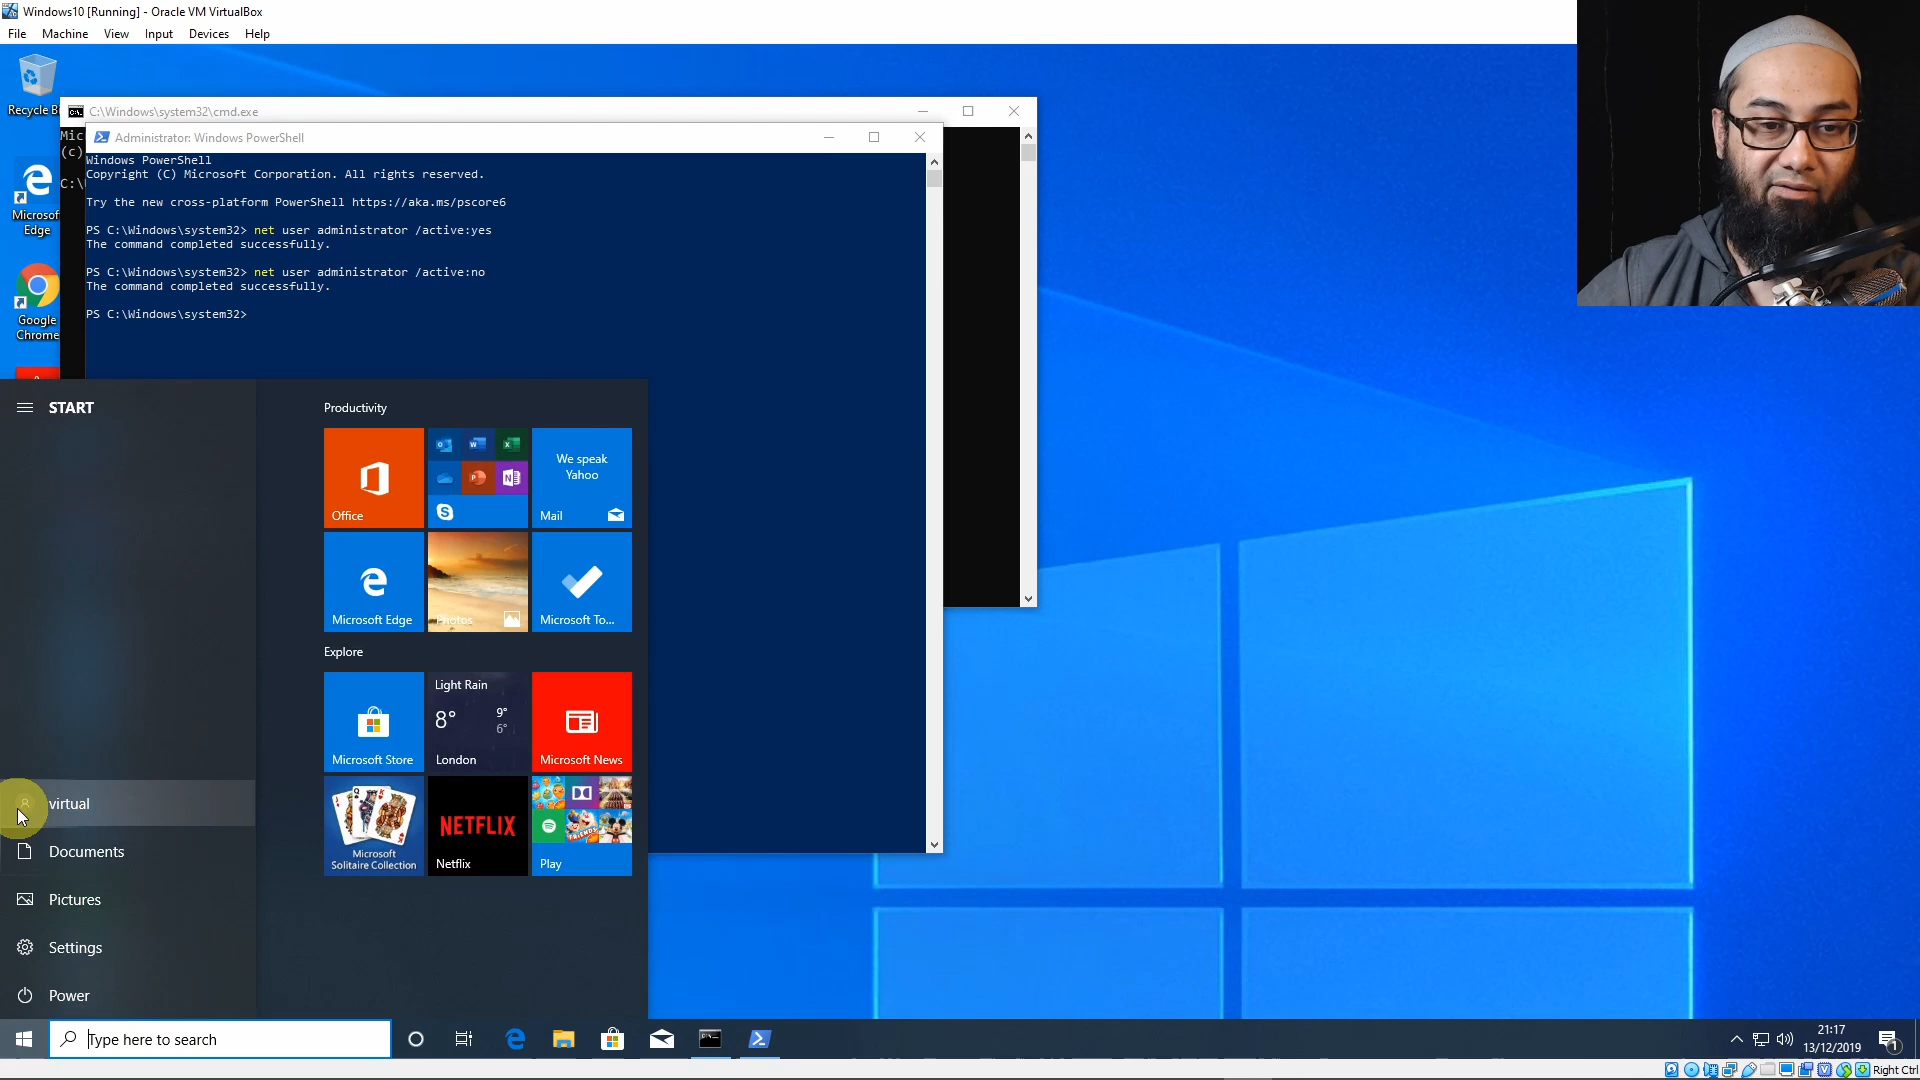 Windows10 [Running] - Oracle VM VirtualBox
File Machine View Input Devices Help
Recycle Bi
C:\Windows\system32\cmd.exe
Mic
(c)
C:\
Administrator: Windows PowerShell
Windows PowerShell
Copyright (C) Microsoft Corporation. All rights reserved.
Try the new cross-platform PowerShell https://aka.ms/pscore6
PS C:\Windows\system32> net user administrator /active:yes
The command completed successfully.
PS C:\Windows\system32> net user administrator /active:no
The command completed successfully.
PS C:\Windows\system32>
Microsof
Edge
Google
Chrome
START
virtual
Documents
Pictures
Settings
Power
Productivity
Office
We speak
Yahoo
Mail
Microsoft Edge
Photos
Microsoft To...
Explore
Microsoft Store
Light Rain
8° 9°
6°
London
Microsoft News
Microsoft
Solitaire Collection
NETFLIX
Netflix
Play
Type here to search
21:17
13/12/2019
1
Right Ctrl